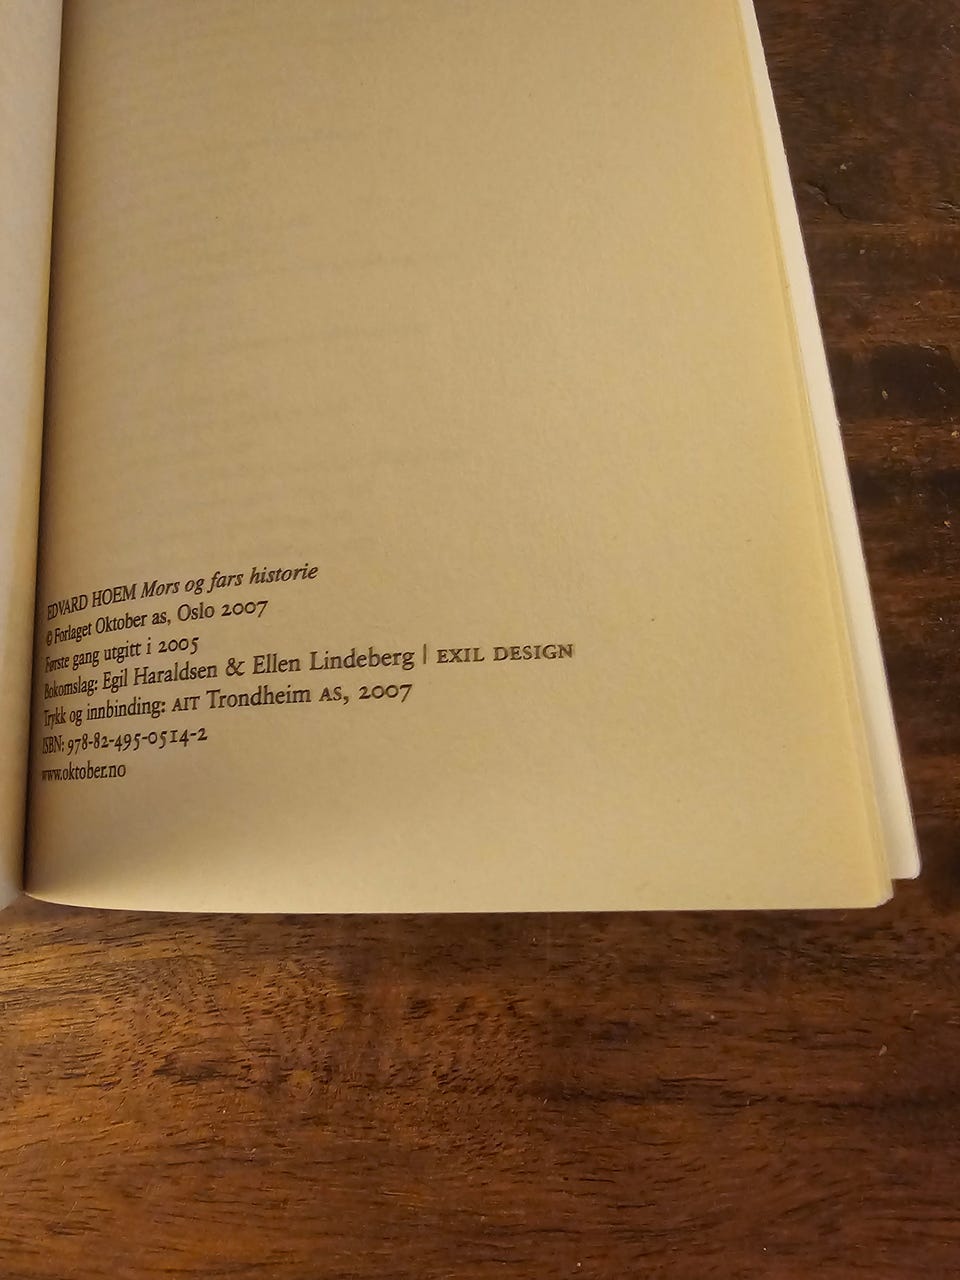 EDVARD HOEM Mors og fars historie
© Forlaget Oktober as, Oslo 2007
Første gang utgitt i 2005
Bokomslag: Egil Haraldsen & Ellen Lindeberg | EXIL DESIGN
Trykk og innbinding: AIT Trondheim AS, 2007
ISBN: 978-82-495-0514-2
www.oktober.no